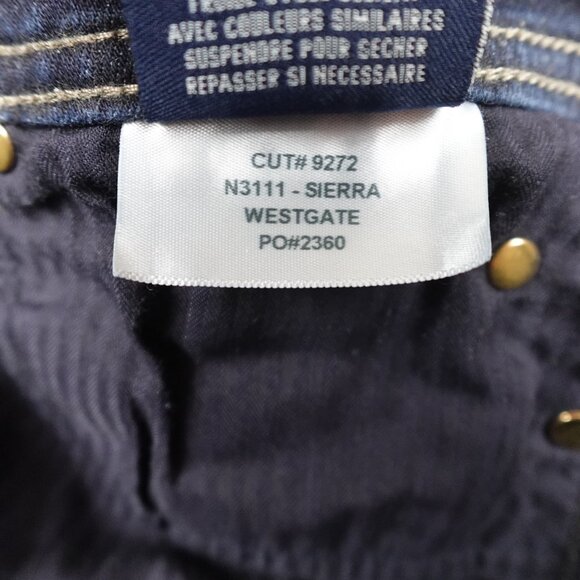 AVEC COULEURS SIMILAIRES
SUSPENDRE POUR SECHER
REPASSER SI NECESSAIRE
CUT# 9272
N3111 - SIERRA
WESTGATE
PO#2360